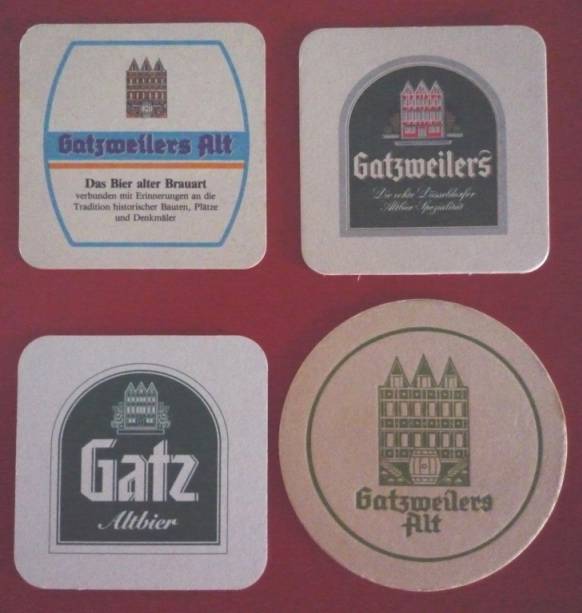 Gatzweilers Alt
Das Bier alter Brauart
verbunden mit Erinnerungen an die
Tradition historischer Bauten, Plätze
und Denkmäler
Gatzweilers
Die echte Düsseldorfer
Altbier Spezialität
Gatz
Altbier
Gatzweilers
Alt